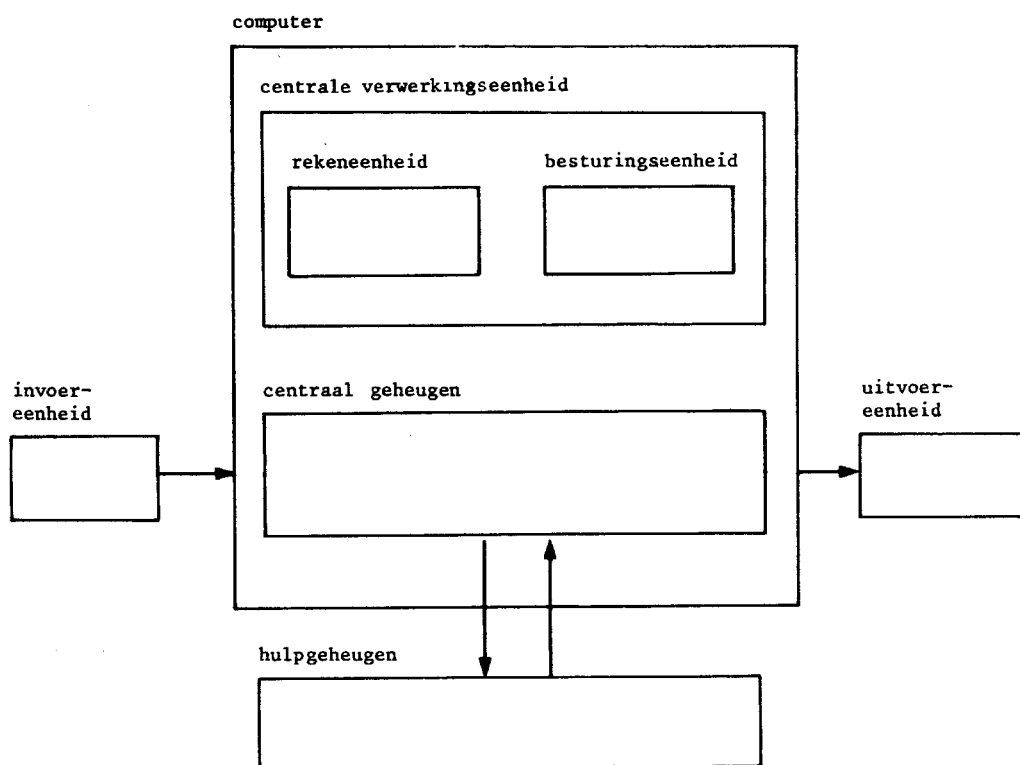 computer
centrale verwerkingseenheid
rekeneenheid
besturingseenheid
invoer-
eenheid
centraal geheugen
uitvoer-
eenheid
hulpgeheugen